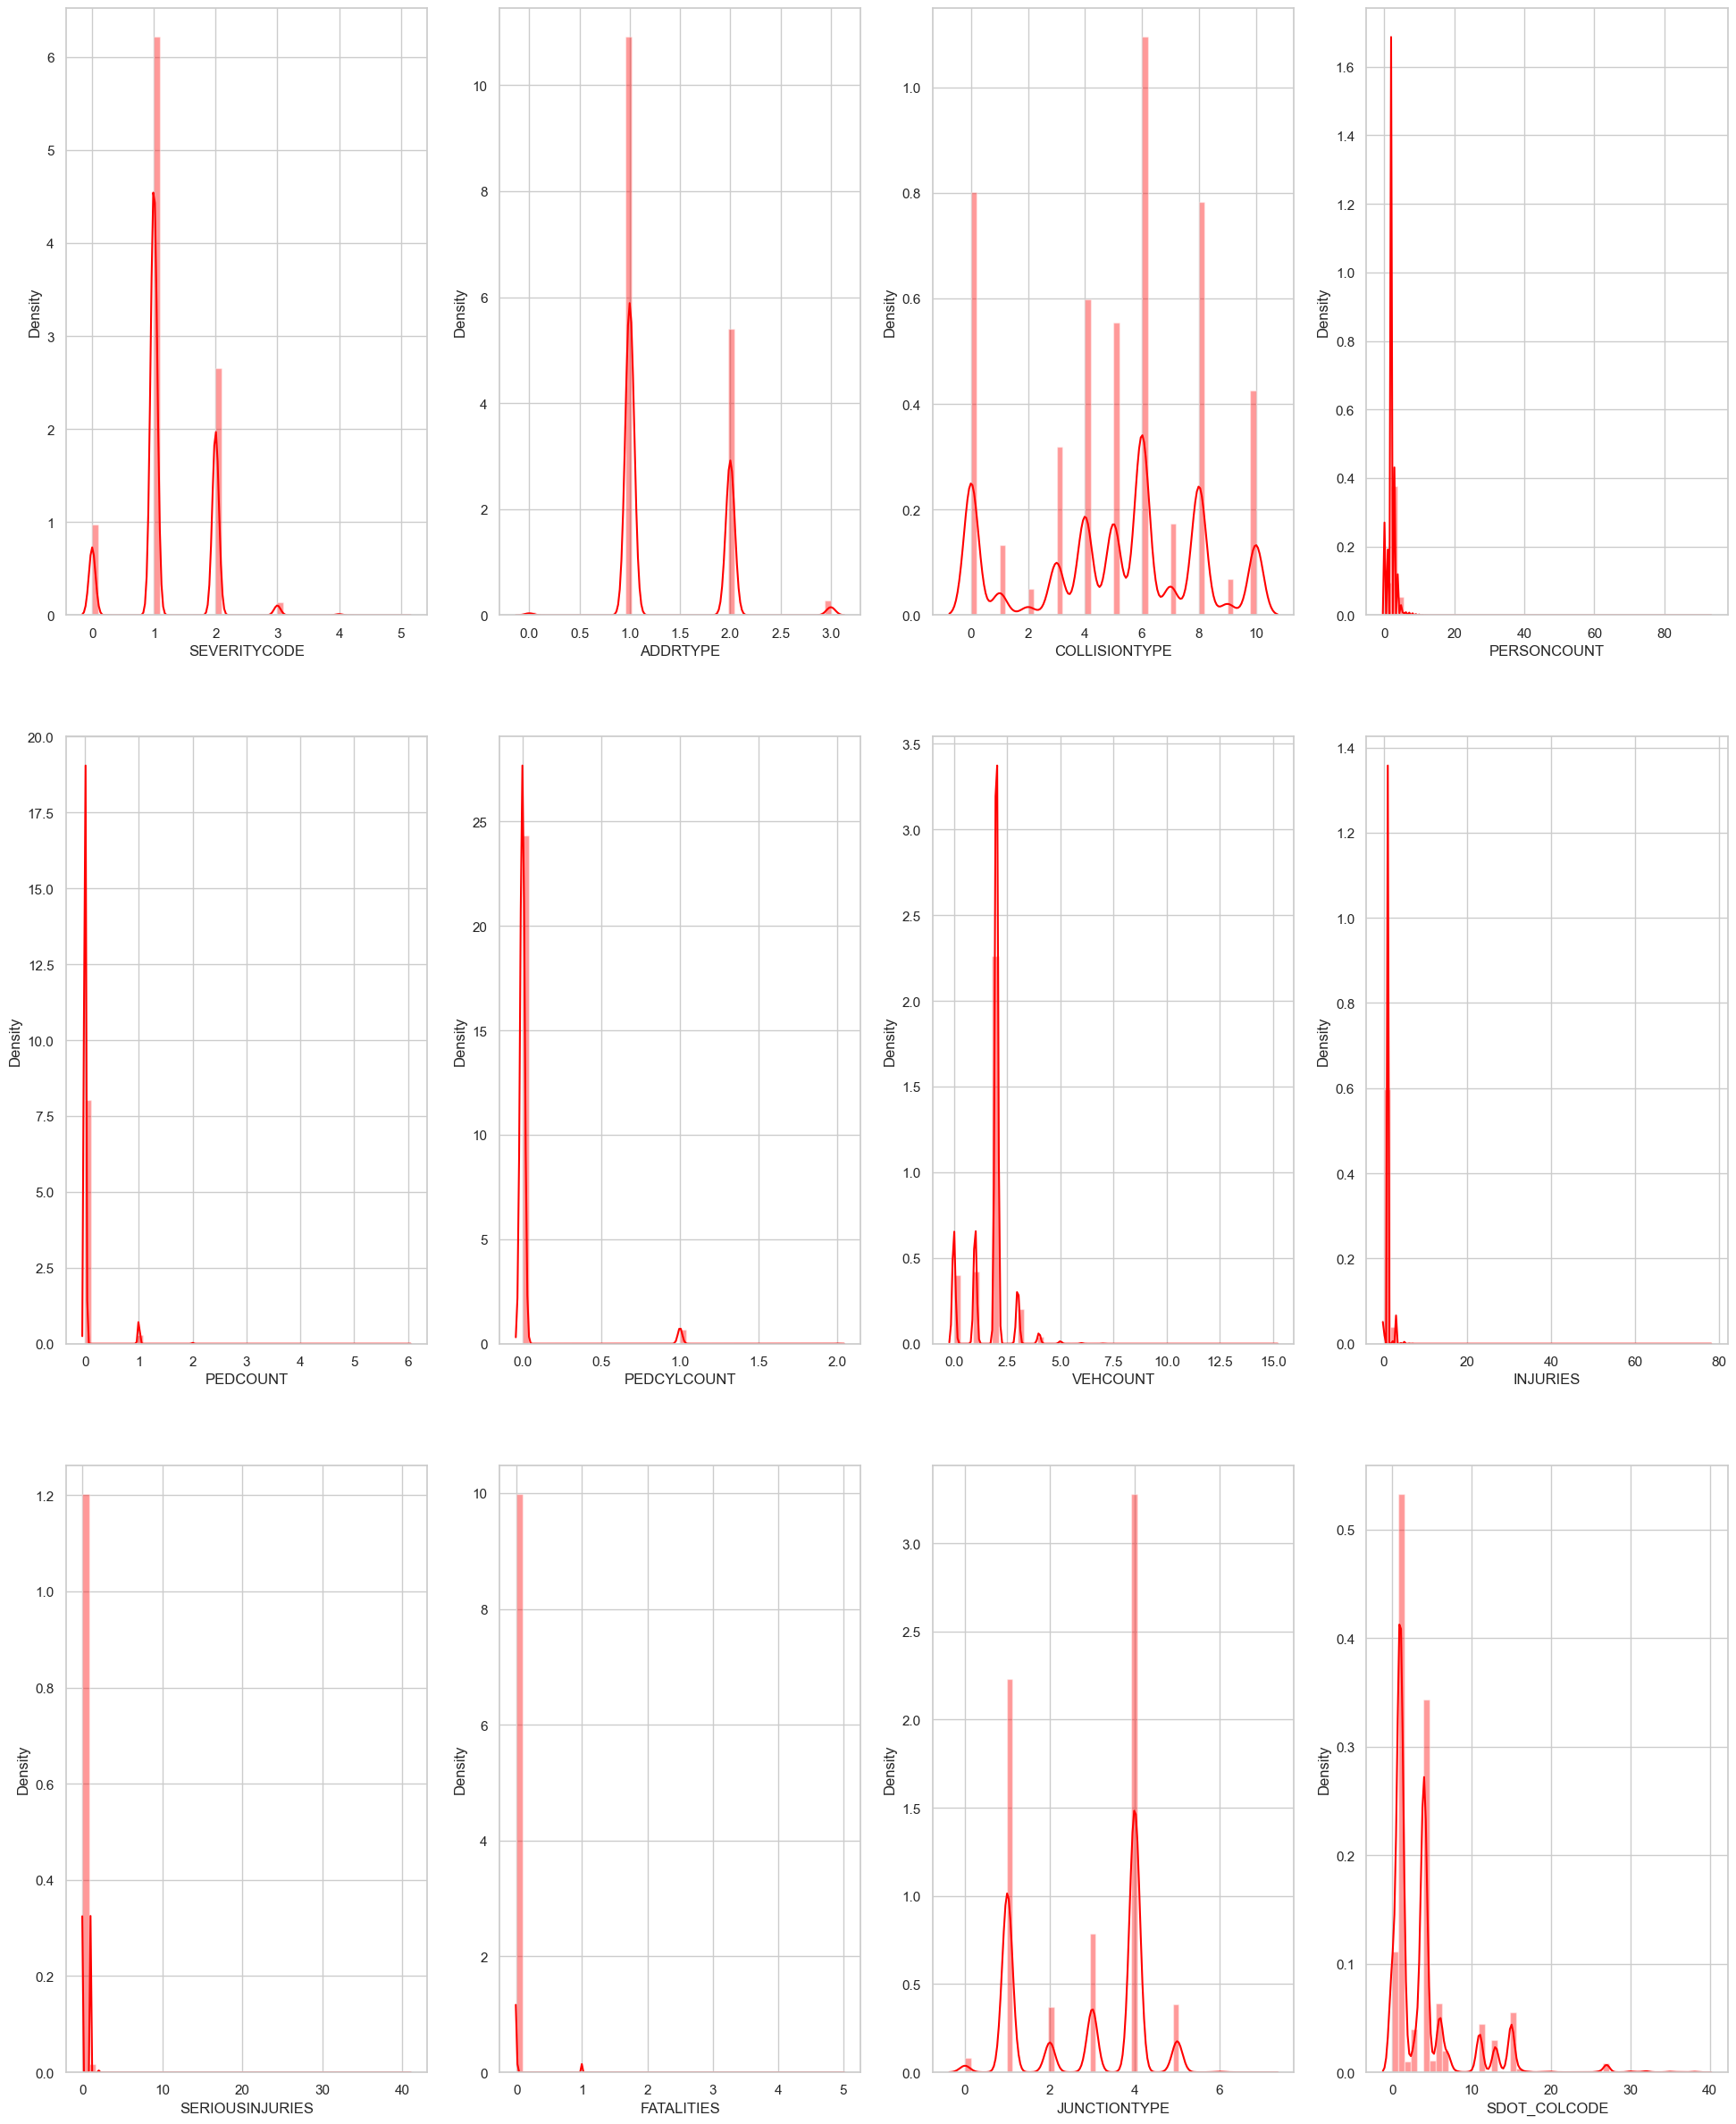 6
5
4
3
2
1
0
Density
0 1 2 3 4 5
SEVERITYCODE
10
8
6
4
2
0
Density
0.0 0.5 1.0 1.5 2.0 2.5 3.0
ADDRTYPE
1.0
0.8
0.6
0.4
0.2
0.0
Density
0 2 4 6 8 10
COLLISIONTYPE
1.6
1.4
1.2
1.0
0.8
0.6
0.4
0.2
0.0
Density
0 20 40 60 80
PERSONCOUNT
20.0
17.5
15.0
12.5
10.0
7.5
5.0
2.5
0.0
Density
0 1 2 3 4 5 6
PEDCOUNT
25
20
15
10
5
0
Density
0.0 0.5 1.0 1.5 2.0
PEDCYLCOUNT
3.5
3.0
2.5
2.0
1.5
1.0
0.5
0.0
Density
0.0 2.5 5.0 7.5 10.0 12.5 15.0
VEHCOUNT
1.4
1.2
1.0
0.8
0.6
0.4
0.2
0.0
Density
0 20 40 60 80
INJURIES
1.2
1.0
0.8
0.6
0.4
0.2
0.0
Density
0 10 20 30 40
SERIOUSINJURIES
10
8
6
4
2
0
Density
0 1 2 3 4 5
FATALITIES
3.0
2.5
2.0
1.5
1.0
0.5
0.0
Density
0 2 4 6
JUNCTIONTYPE
0.5
0.4
0.3
0.2
0.1
0.0
Density
0 10 20 30 40
SDOT_COLCODE